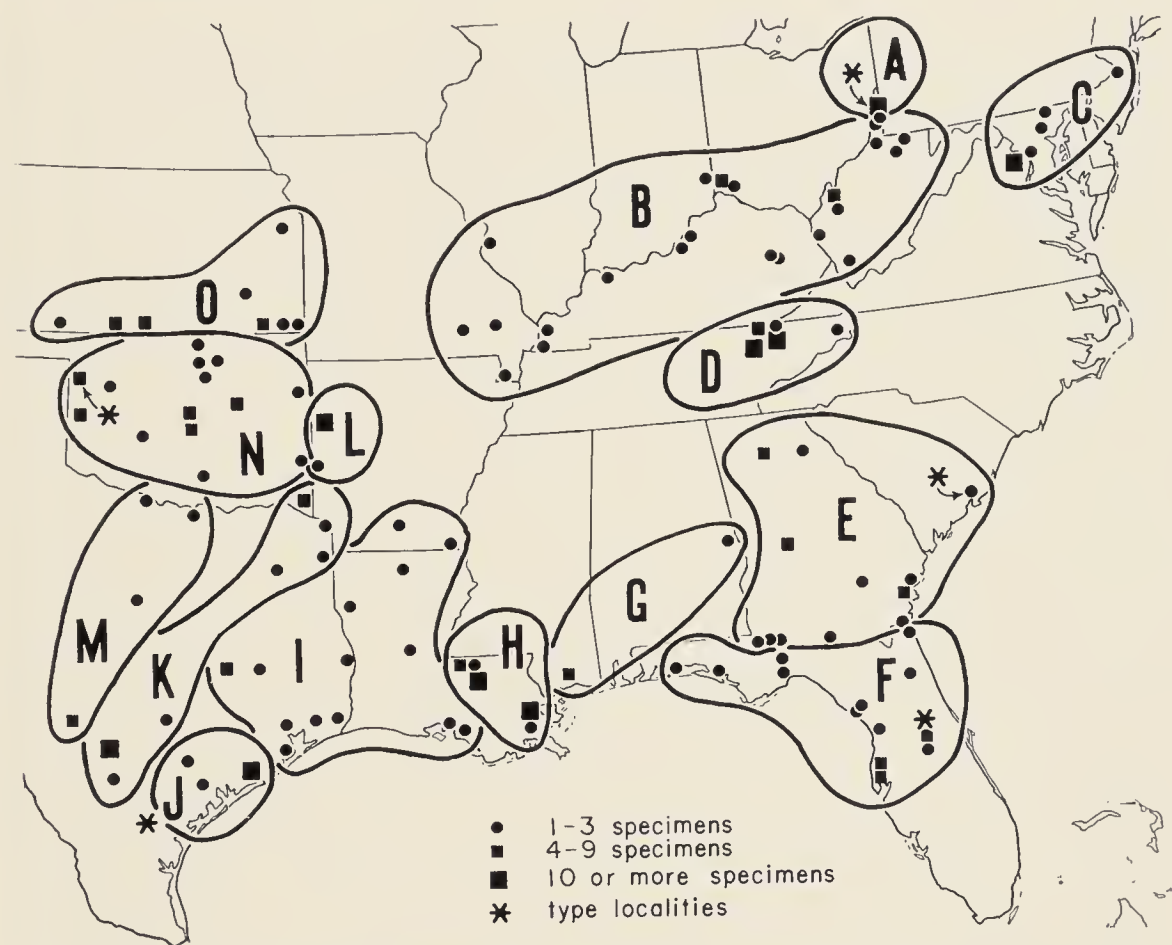 A
C
B
O
D
L
N
E
G
H
M
I
K
F
J
1-3 specimens
4-9 specimens
10 or more specimens
type localities